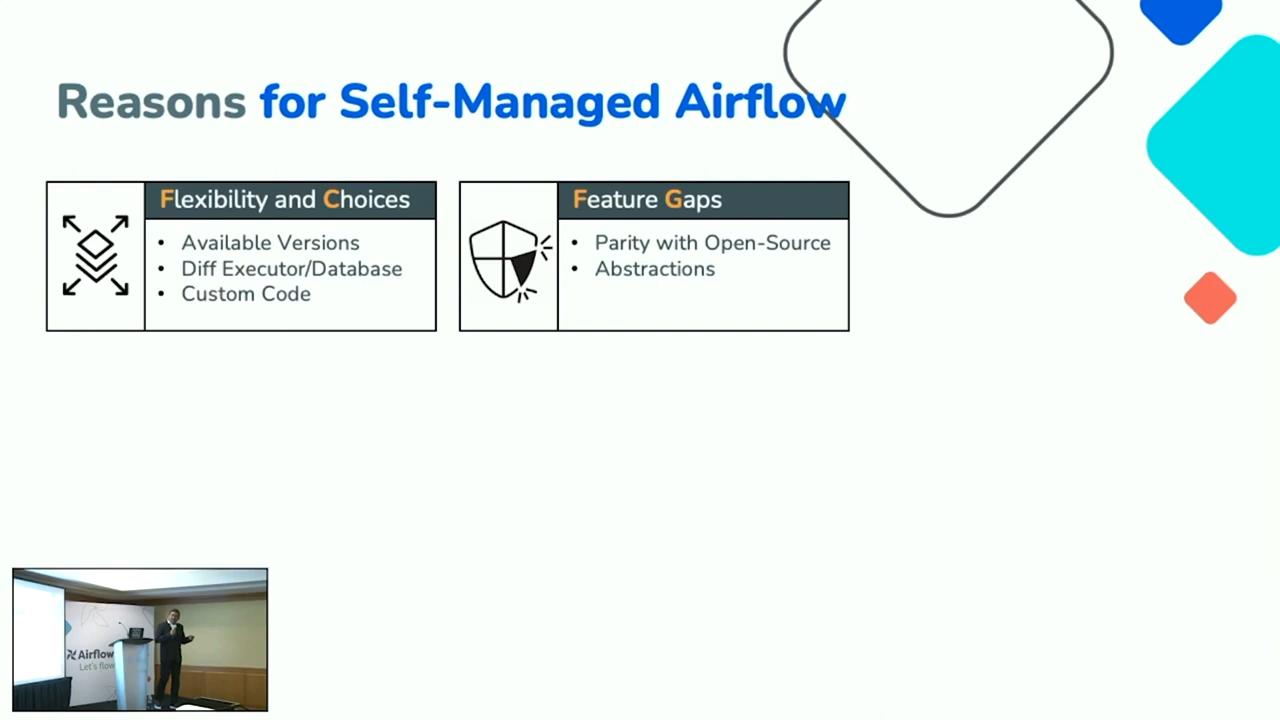 Reasons for Self-Managed Airflow
Flexibility and Choices
• Available Versions
• Diff Executor/Database
• Custom Code
Feature Gaps
• Parity with Open-Source
• Abstractions
Airflow
Let's flow